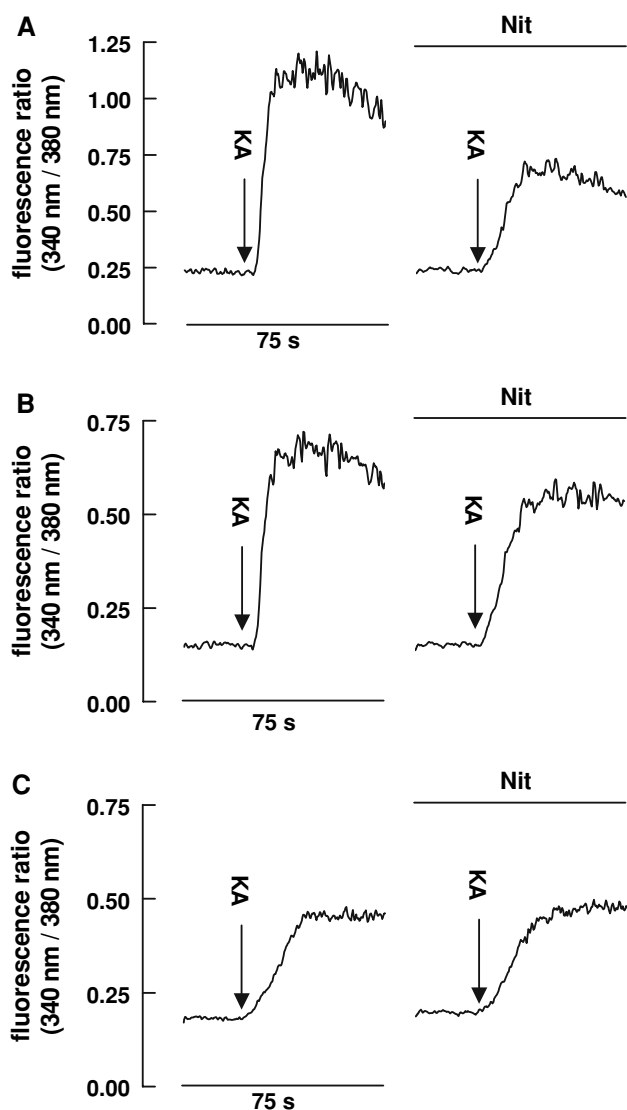 A
Nit
fluorescence ratio
(340 nm / 380 nm)
1.25
1.00
0.75
0.50
0.25
0.00
KA
KA
75 s
B
Nit
fluorescence ratio
(340 nm / 380 nm)
0.75
0.50
0.25
0.00
KA
KA
75 s
C
Nit
fluorescence ratio
(340 nm / 380 nm)
0.75
0.50
0.25
0.00
KA
KA
75 s